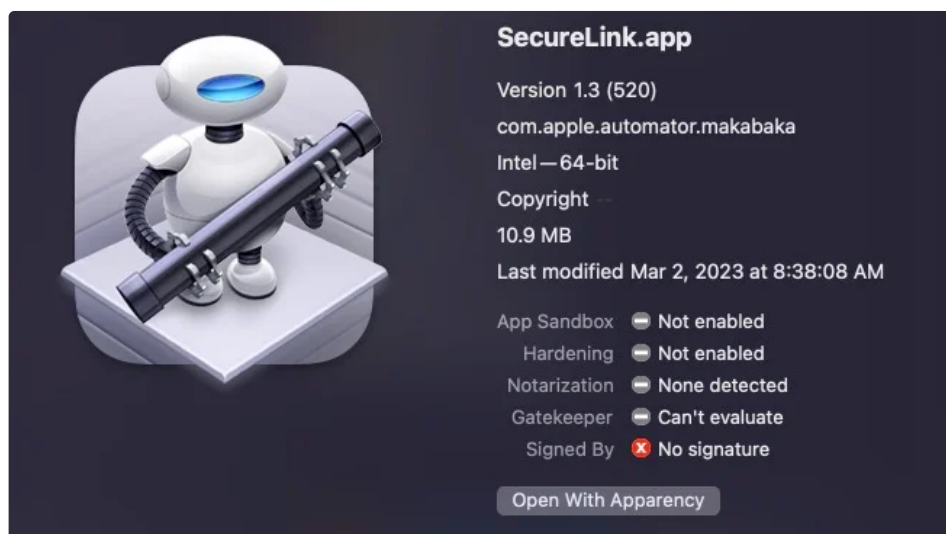 SecureLink.app
Version 1.3 (520)
com.apple.automator.makabaka
Intel—64-bit
Copyright --
10.9 MB
Last modified Mar 2, 2023 at 8:38:08 AM
App Sandbox Not enabled
Hardening Not enabled
Notarization None detected
Gatekeeper Can't evaluate
Signed By No signature
Open With Apparency